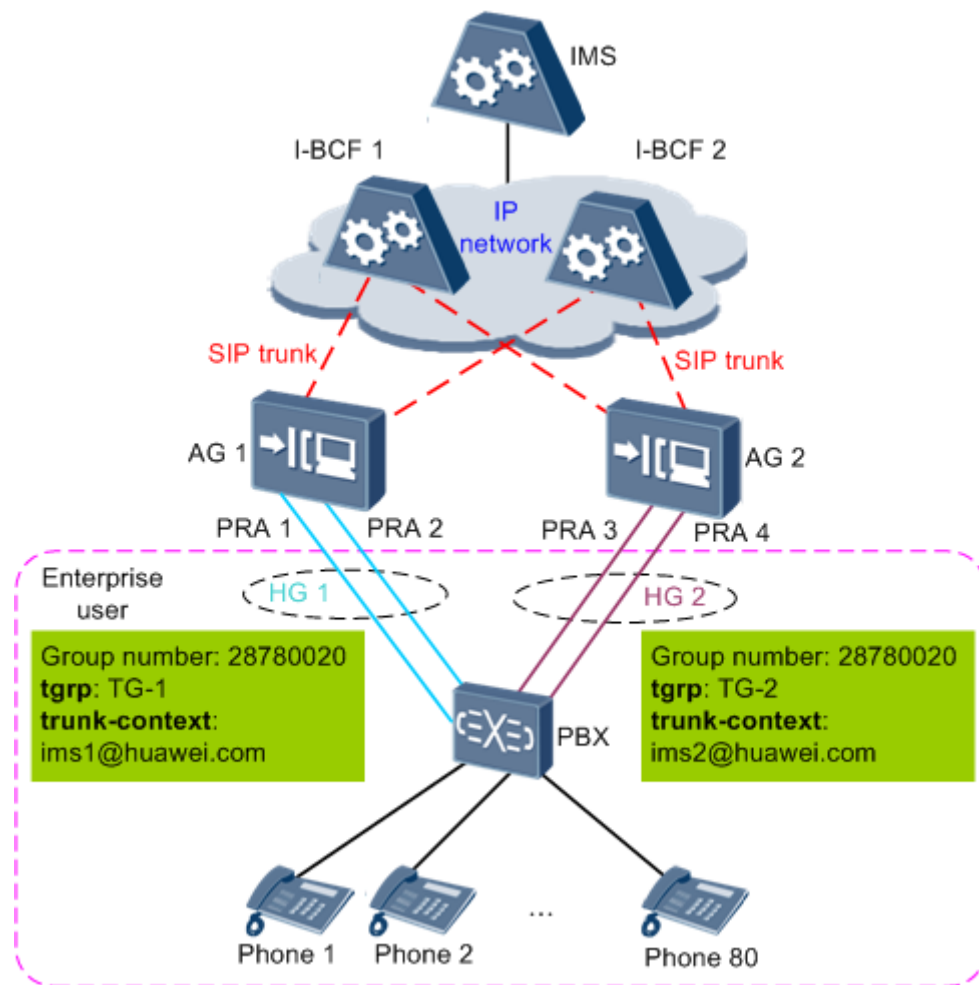 IMS
I-BCF 1
I-BCF 2
IP
network
SIP trunk
SIP trunk
AG 1
AG 2
PRA 1
PRA 2
PRA 3
PRA 4
Enterprise
user
HG 1
HG 2
Group number: 28780020
tgrp: TG-1
trunk-context:
ims1@huawei.com
Group number: 28780020
tgrp: TG-2
trunk-context:
ims2@huawei.com
PBX
Phone 1
Phone 2
...
Phone 80